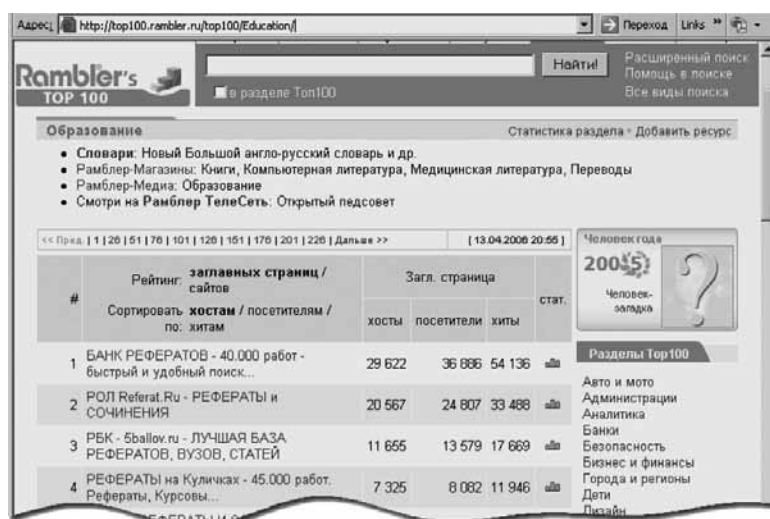 Адрес: http://top100.rambler.ru/top100/Education/ Переход Links »
Rambler's
TOP 100
Найти!
в разделе Топ100
Расширенный поиск
Помощь в поиске
Все виды поиска
Образование
Статистика раздела • Добавить ресурс
• Словари: Новый Большой англо-русский словарь и др.
• Рамблер-Магазины: Книги, Компьютерная литература, Медицинская литература, Переводы
• Рамблер-Медиа: Образование
• Смотри на Рамблер ТелеСеть: Открытый педсовет
<< Пред. | 1 | 26 | 51 | 76 | 101 | 126 | 151 | 176 | 201 | 226 | Дальше >> [ 13.04.2006 20:55 ]
# Рейтинг: заглавных страниц / сайтов
Сортировать по: хостам / посетителям / хитам
Загл. страница
хосты посетители хиты
стат.
1 БАНК РЕФЕРАТОВ - 40.000 работ - быстрый и удобный поиск... 29 622 36 886 54 136
2 РОЛ Referat.Ru - РЕФЕРАТЫ и СОЧИНЕНИЯ 20 567 24 807 33 488
3 РБК - 5ballov.ru - ЛУЧШАЯ БАЗА РЕФЕРАТОВ, ВУЗОВ, СТАТЕЙ 11 655 13 579 17 669
4 РЕФЕРАТЫ на Куличках - 45.000 работ. Рефераты, Курсовы... 7 325 8 082 11 946
Человек года
2005
Человек-
загадка
Разделы Top100
Авто и мото
Администрации
Аналитика
Банки
Безопасность
Бизнес и финансы
Города и регионы
Дети
Дизайн